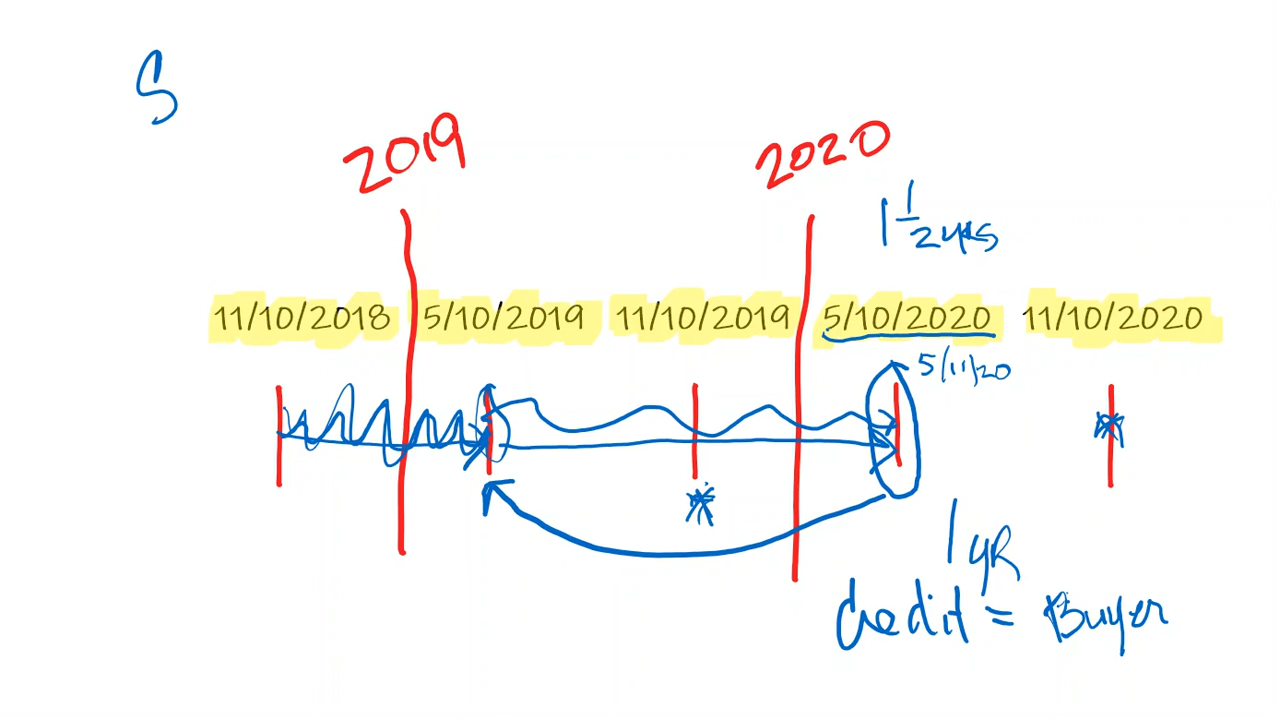 S
2019 2020
1 1/2 yrs
11/10/2018 5/10/2019 11/10/2019 5/10/2020 11/10/2020
5/11/20
1 yR
credit = Buyer